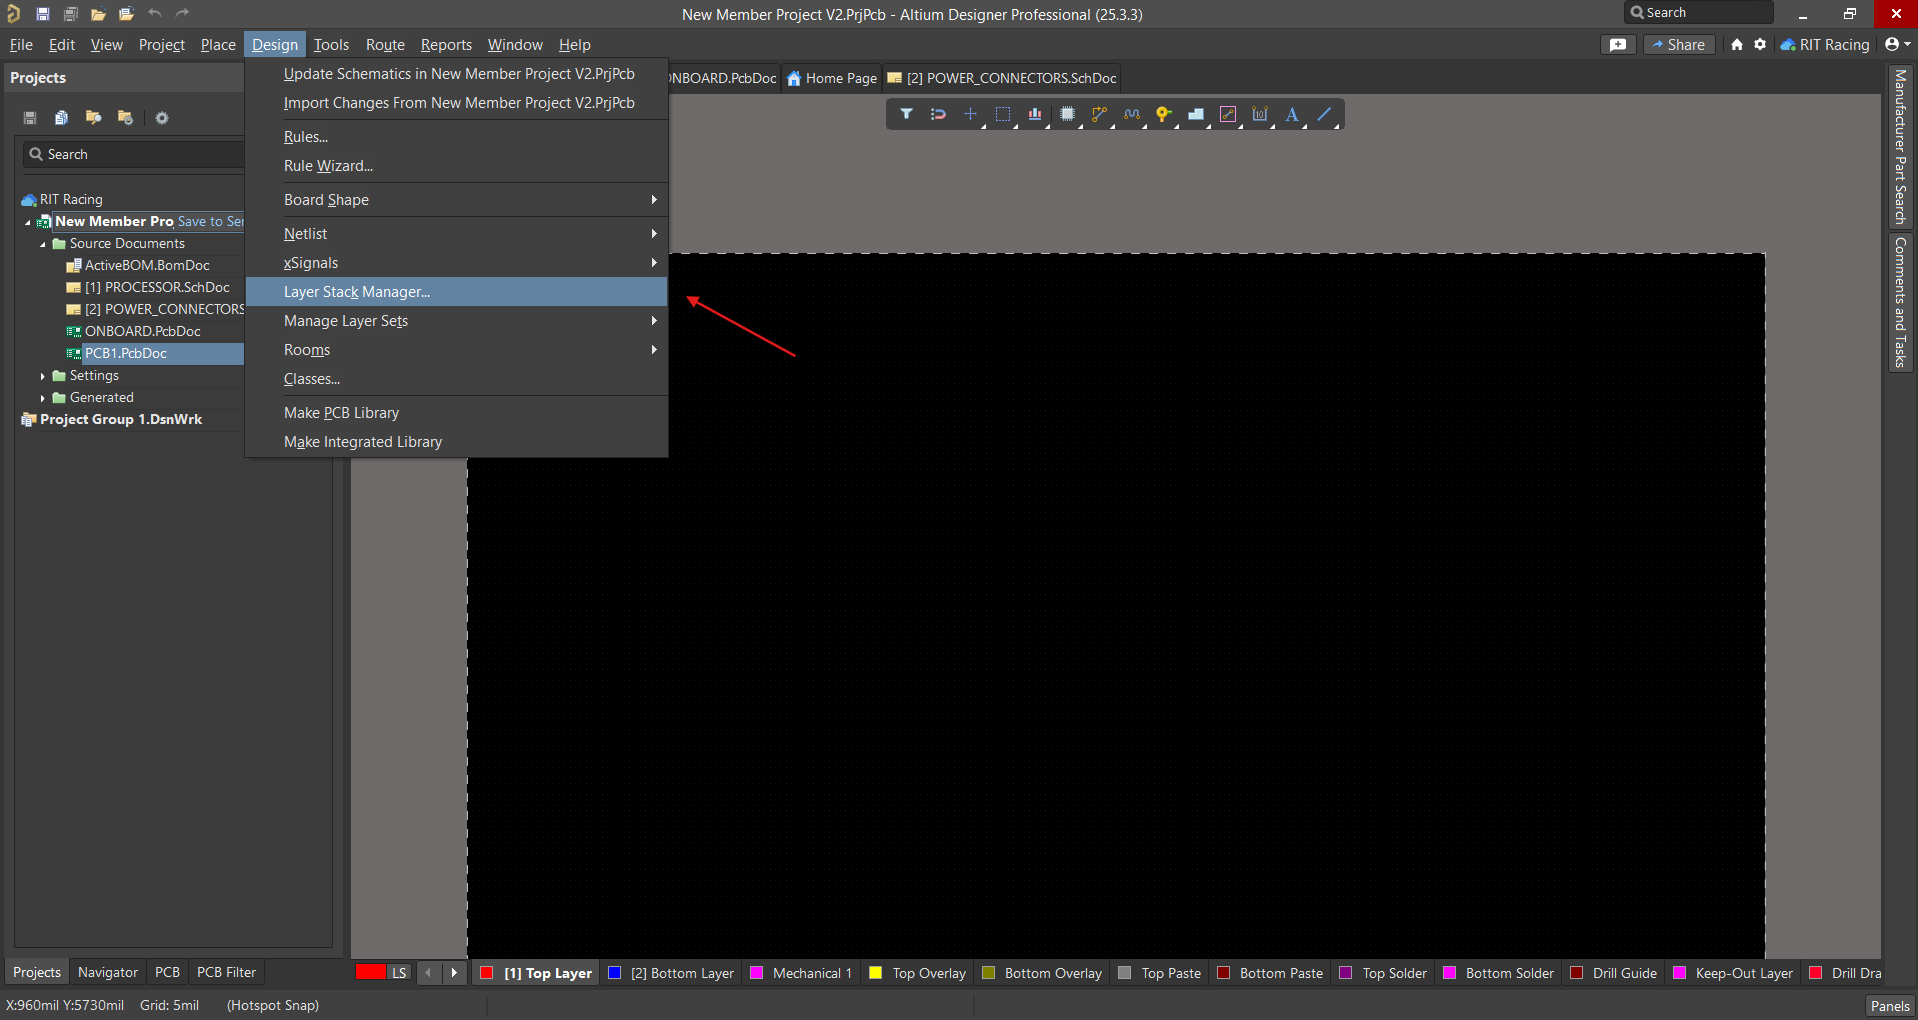 New Member Project V2.PrjPcb - Altium Designer Professional (25.3.3)
Search
File Edit View Project Place Design Tools Route Reports Window Help
Share
RIT Racing
Projects
Search
RIT Racing
New Member Pro Save to Ser
Source Documents
ActiveBOM.BomDoc
[1] PROCESSOR.SchDoc
[2] POWER_CONNECTORS
ONBOARD.PcbDoc
PCB1.PcbDoc
Settings
Generated
Project Group 1.DsnWrk
Update Schematics in New Member Project V2.PrjPcb
Import Changes From New Member Project V2.PrjPcb
Rules...
Rule Wizard...
Board Shape
Netlist
xSignals
Layer Stack Manager...
Manage Layer Sets
Rooms
Classes...
Make PCB Library
Make Integrated Library
ONBOARD.PcbDoc Home Page [2] POWER_CONNECTORS.SchDoc
Manufacturer Part Search
Comments and Tasks
Projects Navigator PCB PCB Filter
LS [1] Top Layer [2] Bottom Layer Mechanical 1 Top Overlay Bottom Overlay Top Paste Bottom Paste Top Solder Bottom Solder Drill Guide Keep-Out Layer Drill Dra
X:960mil Y:5730mil Grid: 5mil (Hotspot Snap)
Panels